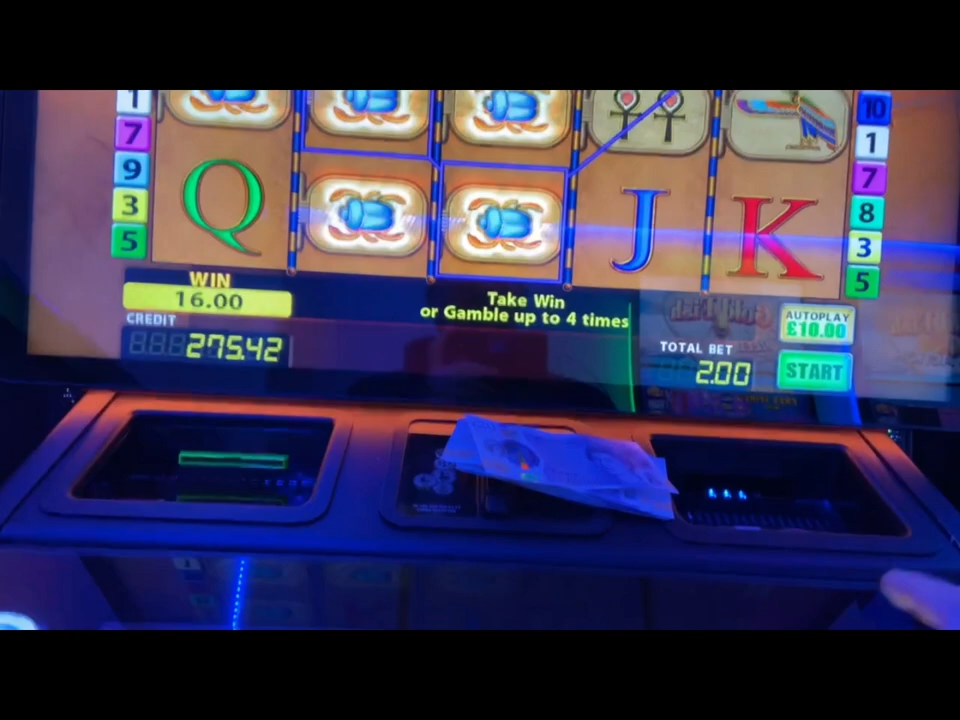 1
7
9
3
5
10
1
7
8
3
5
Q
J
K
WIN
16.00
CREDIT
275.42
Take Win
or Gamble up to 4 times
TOTAL BET
2.00
AUTOPLAY
£10.00
START